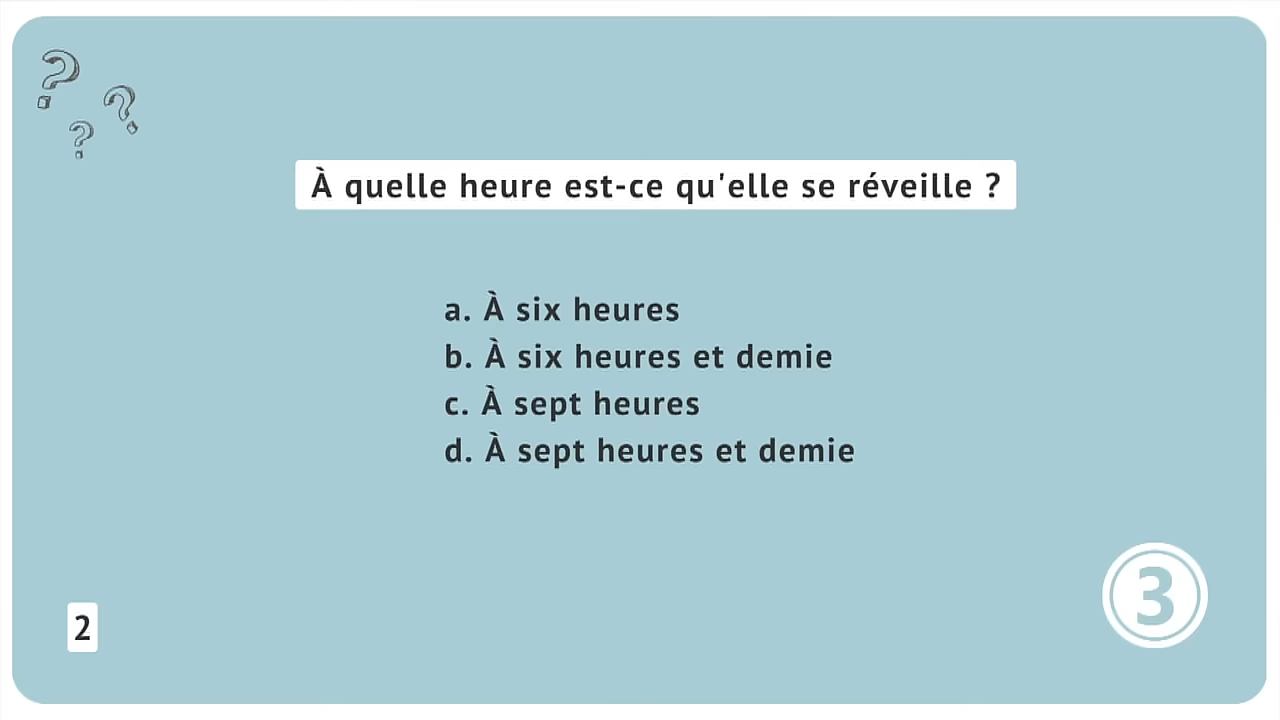 À quelle heure est-ce qu'elle se réveille ?
a. À six heures
b. À six heures et demie
c. À sept heures
d. À sept heures et demie
3
2